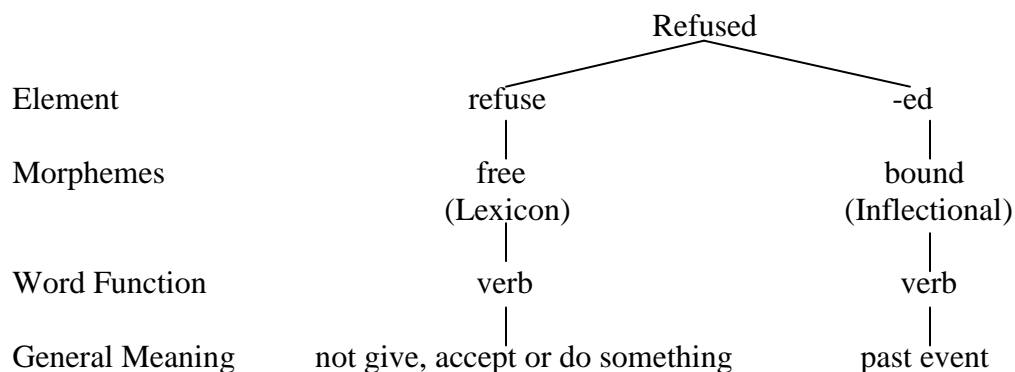 Refused
Element refuse -ed
Morphemes free bound
(Lexicon) (Inflectional)
Word Function verb verb
General Meaning not give, accept or do something past event